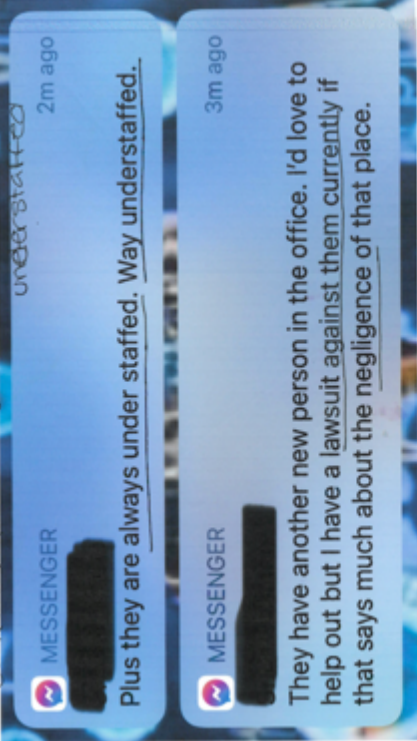 understaffed
MESSENGER 2m ago
Plus they are always under staffed. Way understaffed.
MESSENGER 3m ago
They have another new person in the office. I'd love to
help out but I have a lawsuit against them currently if
that says much about the negligence of that place.